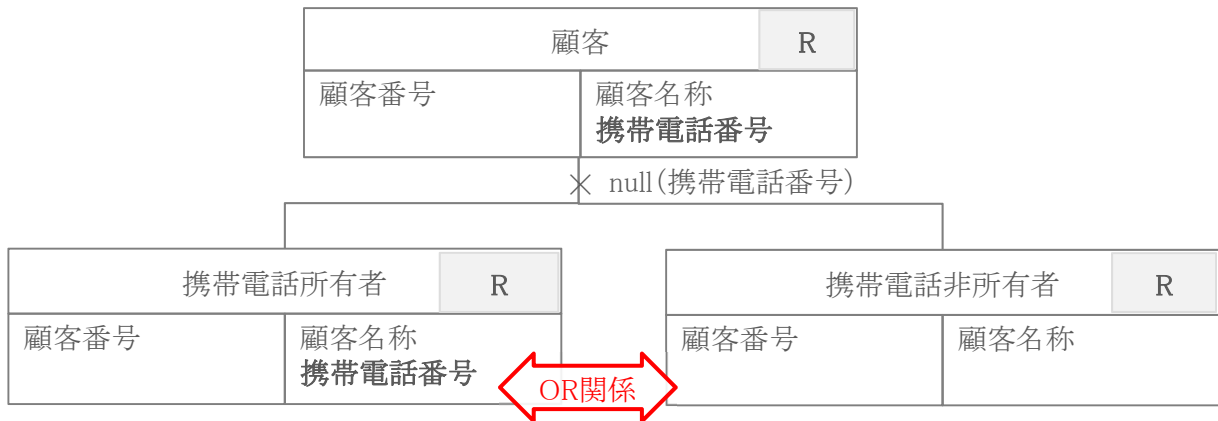 顧客 R
顧客番号 顧客名称
携帯電話番号
× null(携帯電話番号)
携帯電話所有者 R
顧客番号 顧客名称
携帯電話番号
OR関係
携帯電話非所有者 R
顧客番号 顧客名称